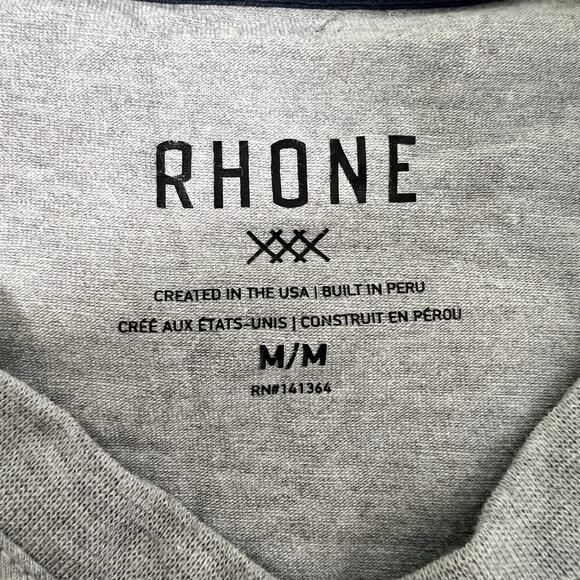 RHONE
CREATED IN THE USA | BUILT IN PERU
CRÉÉ AUX ÉTATS-UNIS | CONSTRUIT EN PÉROU
M/M
RN#141364